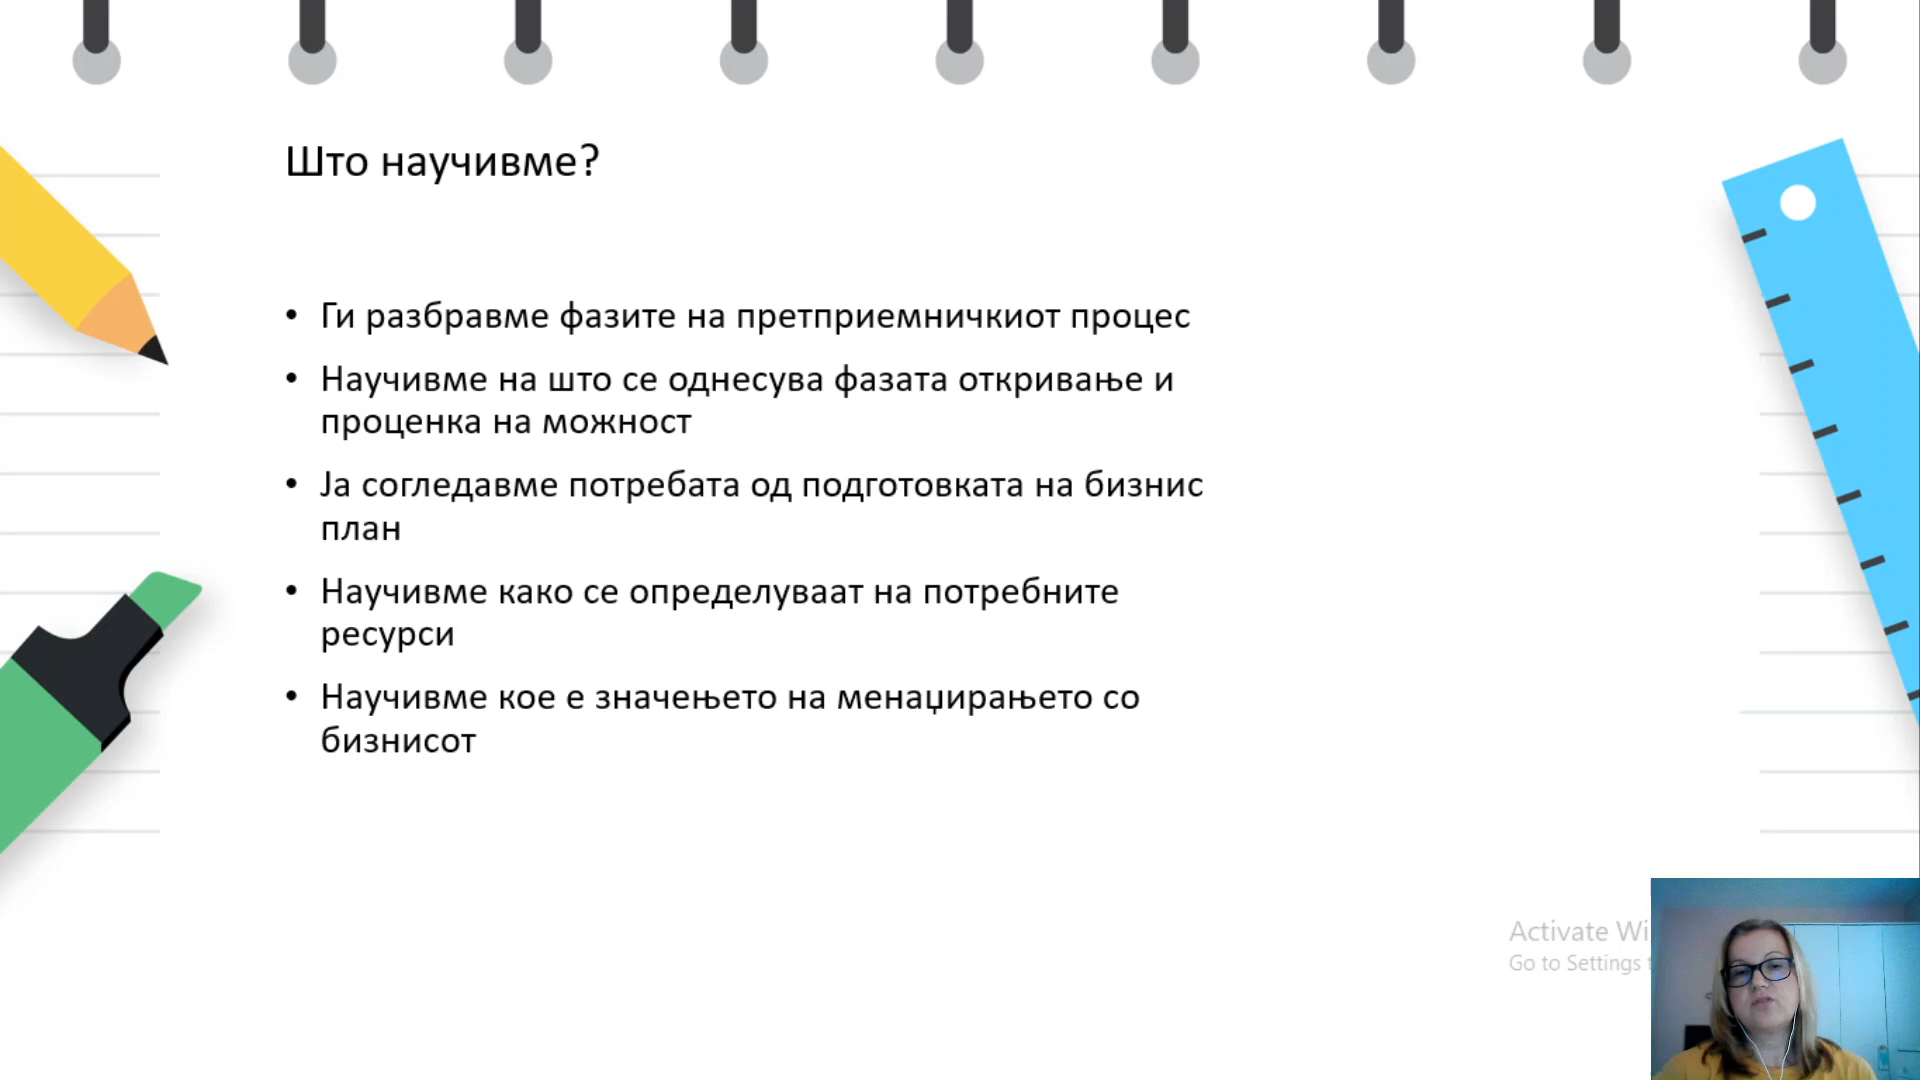 Што научивме?
• Ги разбравме фазите на претприемничкиот процес
• Научивме на што се однесува фазата откривање и
проценка на можност
• Ја согледавме потребата од подготовката на бизнис
план
• Научивме како се определуваат на потребните
ресурси
• Научивме кое е значењето на менаџирањето со
бизнисот
Activate Wi
Go to Settings